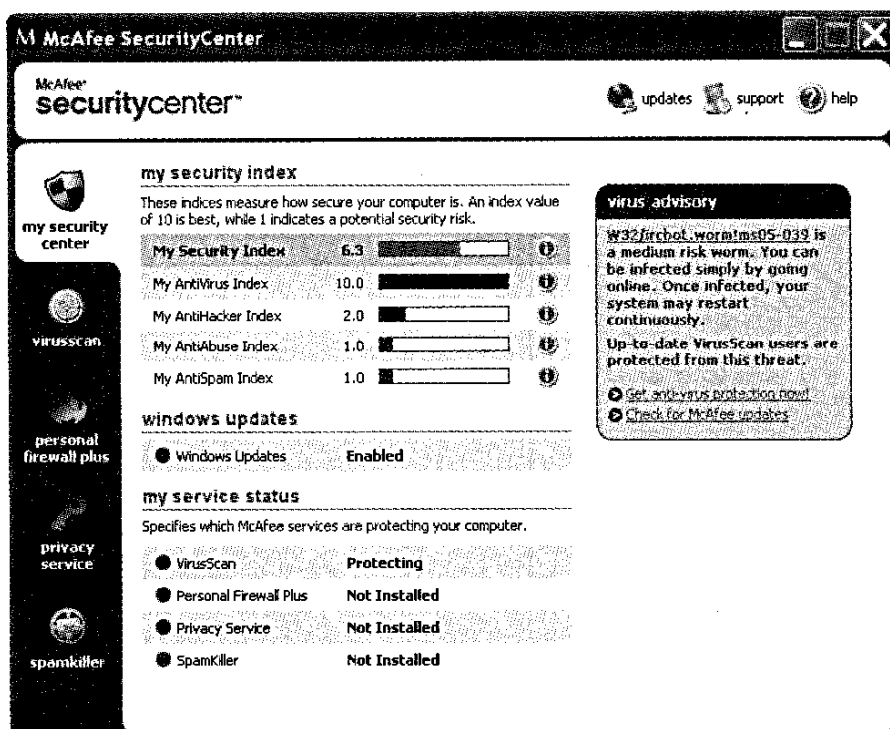 M McAfee SecurityCenter
McAfee®
securitycenter™
updates support help
my security center
virusscan
personal firewall plus
privacy service
spamkiller
my security index
These indices measure how secure your computer is. An index value
of 10 is best, while 1 indicates a potential security risk.
My Security Index 6.3
My AntiVirus Index 10.0
My AntiHacker Index 2.0
My AntiAbuse Index 1.0
My AntiSpam Index 1.0
windows updates
Windows Updates Enabled
my service status
Specifies which McAfee services are protecting your computer.
VirusScan Protecting
Personal Firewall Plus Not Installed
Privacy Service Not Installed
SpamKiller Not Installed
virus advisory
W32/ircbot.worm!ms05-039 is
a medium risk worm. You can
be infected simply by going
online. Once infected, your
system may restart
continuously.
Up-to-date VirusScan users are
protected from this threat.
Get anti-virus protection now!
Check for McAfee updates